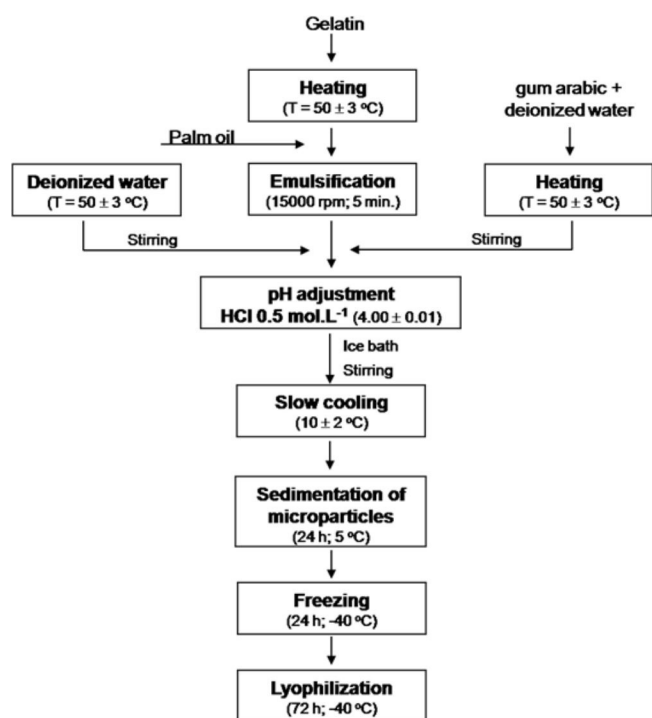 Gelatin
Heating
(T = 50 ± 3 ºC)
gum arabic +
deionized water
Palm oil
Deionized water
(T = 50 ± 3 ºC)
Emulsification
(15000 rpm; 5 min.)
Heating
(T = 50 ± 3 ºC)
Stirring
Stirring
pH adjustment
HCl 0.5 mol.L⁻¹ (4.00 ± 0.01)
Ice bath
Stirring
Slow cooling
(10 ± 2 ºC)
Sedimentation of
microparticles
(24 h; 5 ºC)
Freezing
(24 h; -40 ºC)
Lyophilization
(72 h; -40 ºC)